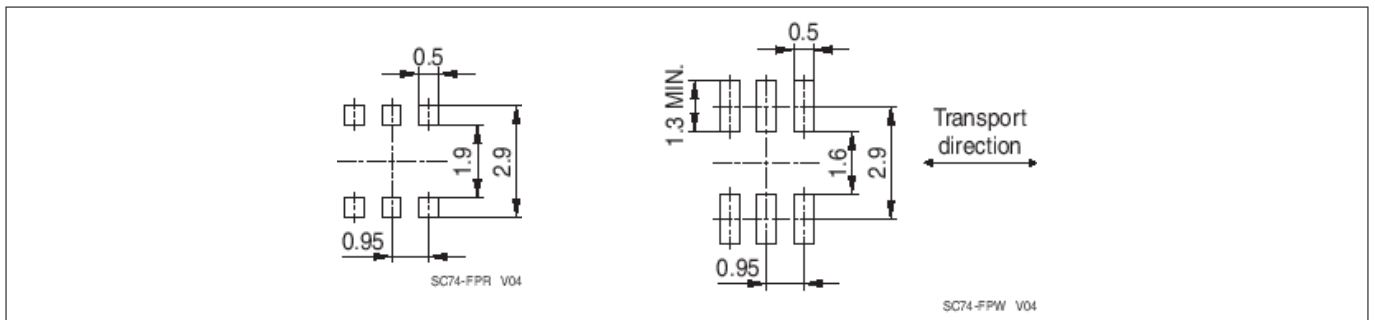 0.5
1.9
2.9
0.95
SC74-FPR V04
0.5
1.3 MIN.
1.6
2.9
0.95
Transport
direction
SC74-FPW V04